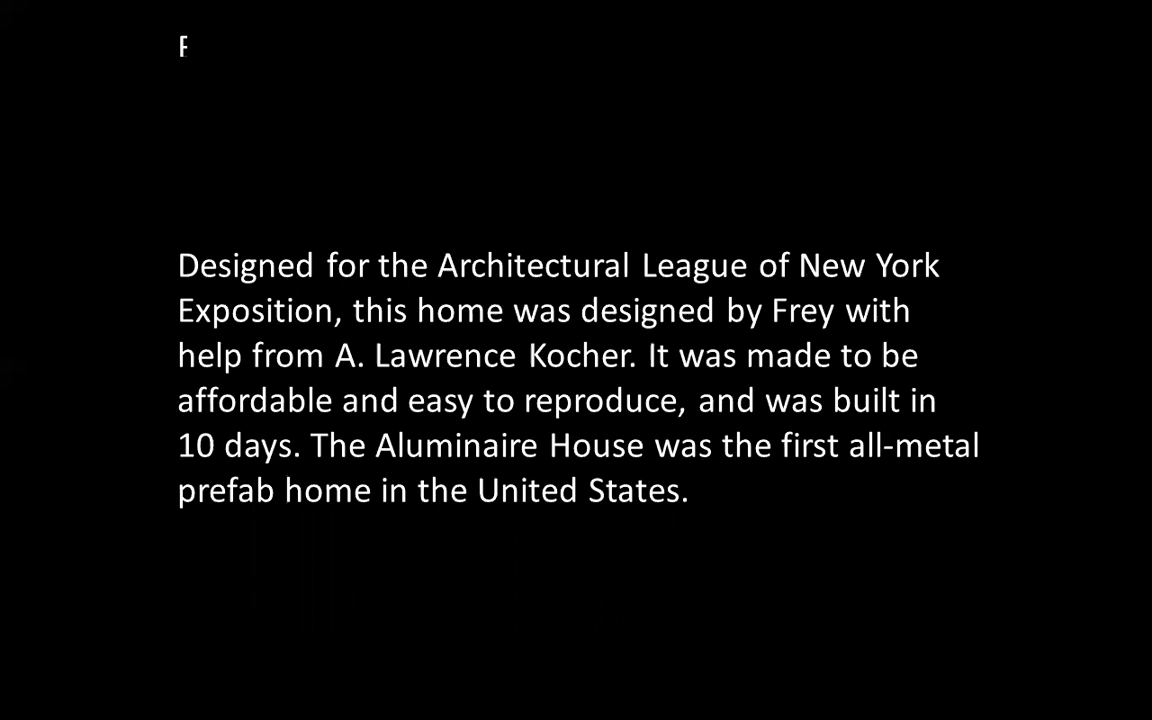 F
Designed for the Architectural League of New York
Exposition, this home was designed by Frey with
help from A. Lawrence Kocher. It was made to be
affordable and easy to reproduce, and was built in
10 days. The Aluminaire House was the first all-metal
prefab home in the United States.